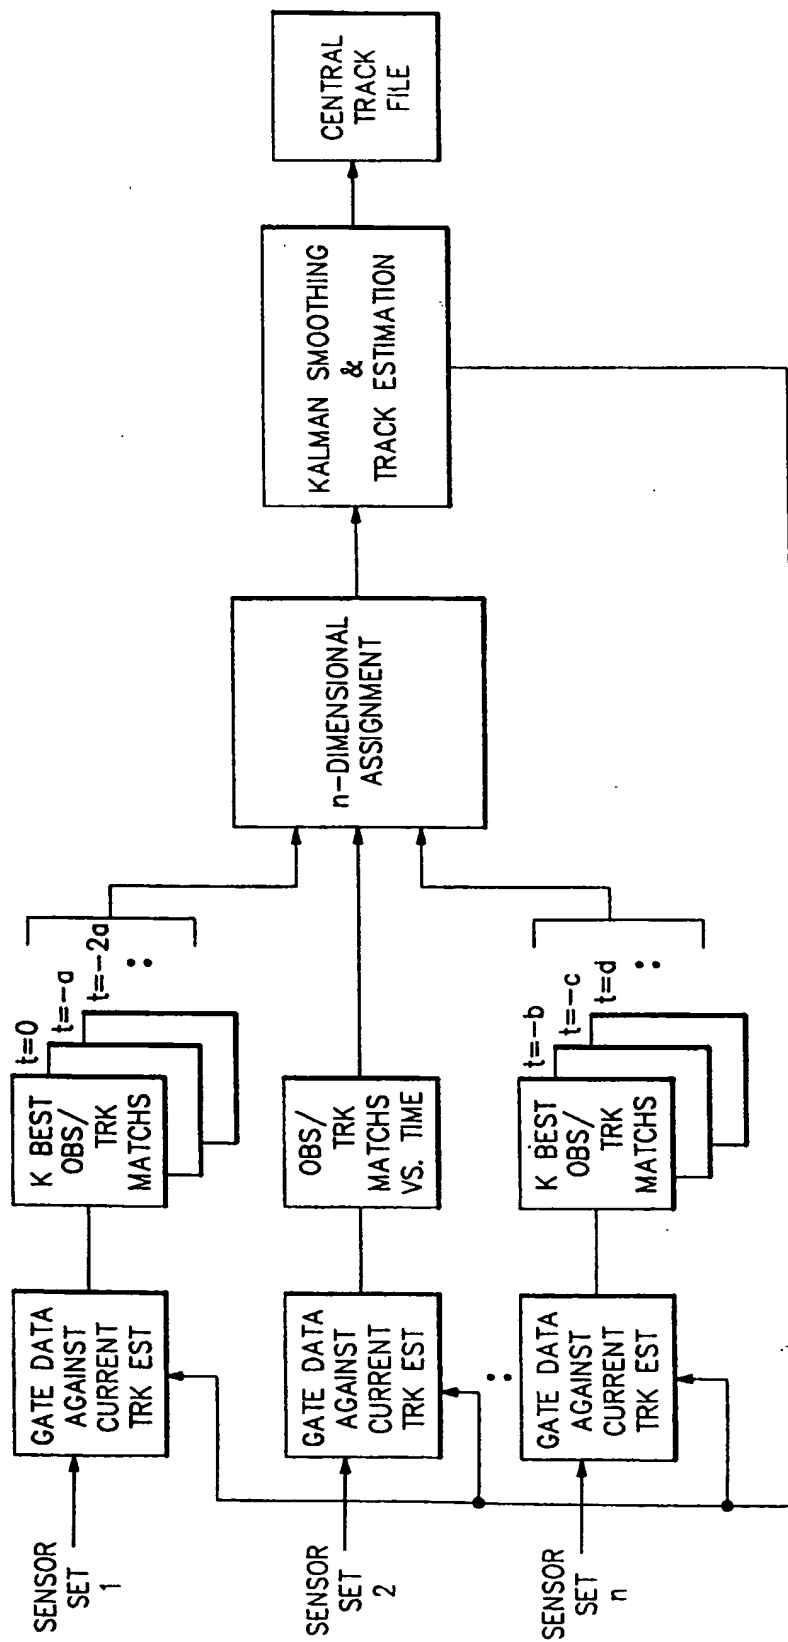 SENSOR
SET
1
GATE DATA
AGAINST
CURRENT
TRK EST
K BEST
OBS/
TRK
MATCHS
t=0
t=-a
t=-2a
:
SENSOR
SET
2
GATE DATA
AGAINST
CURRENT
TRK EST
OBS/
TRK
MATCHS
VS. TIME
:
SENSOR
SET
n
GATE DATA
AGAINST
CURRENT
TRK EST
K BEST
OBS/
TRK
MATCHS
t=-b
t=-c
t=d
:
n-DIMENSIONAL
ASSIGNMENT
KALMAN SMOOTHING
&
TRACK ESTIMATION
CENTRAL
TRACK
FILE